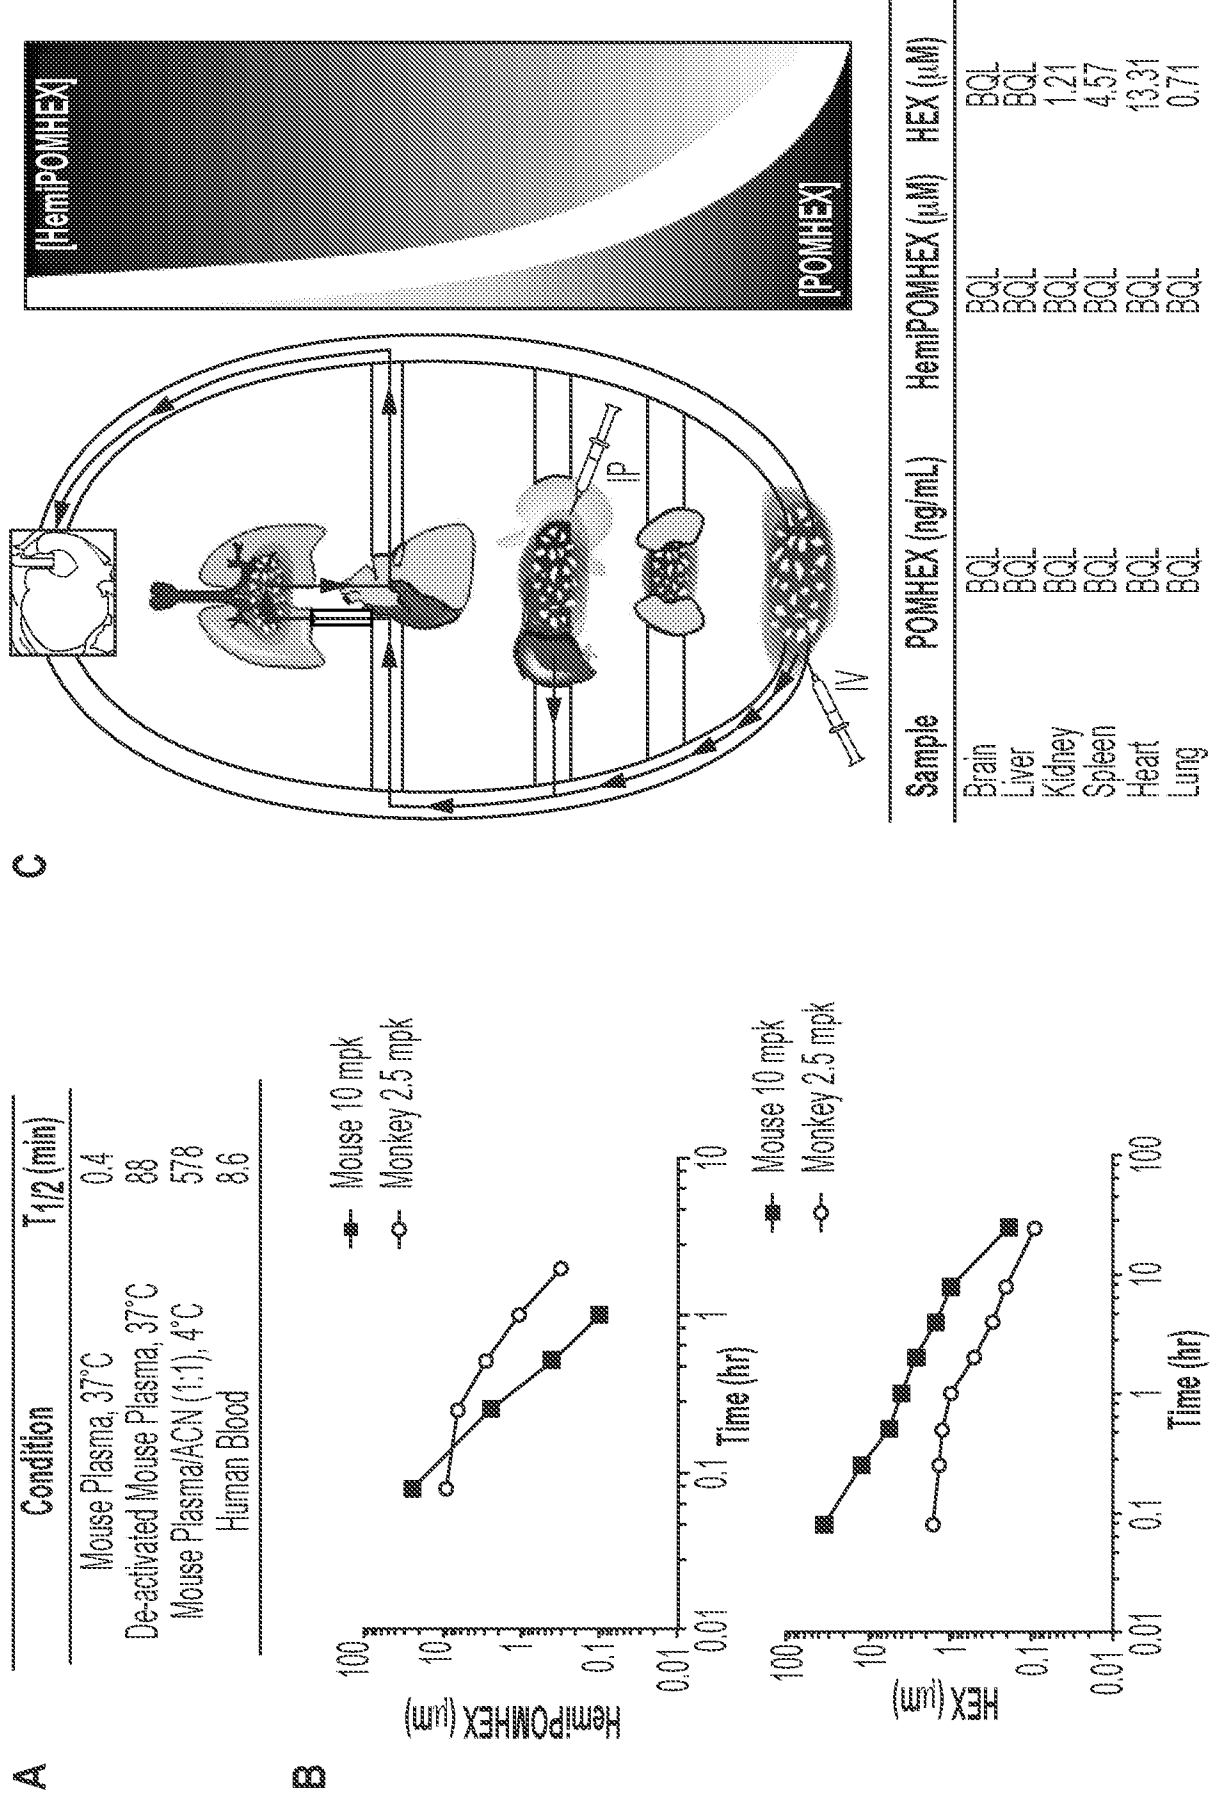 A
Condition T1/2 (min)
Mouse Plasma, 37°C 0.4
De-activated Mouse Plasma, 37°C 88
Mouse Plasma/ACN (1:1), 4°C 578
Human Blood 8.6
B
HemiPOMHEX (µm)
100
10
1
0.1
0.01
0.01 0.1 1 10
Time (hr)
Mouse 10 mpk
Monkey 2.5 mpk
HEX (µm)
100
10
1
0.1
0.01
0.01 0.1 1 10 100
Time (hr)
Mouse 10 mpk
Monkey 2.5 mpk
C
IP
IV
[HemiPOMHEX]
[POMHEX]
Sample POMHEX (ng/mL) HemiPOMHEX (µM) HEX (µM)
Brain BQL BQL BQL
Liver BQL BQL BQL
Kidney BQL BQL 1.21
Spleen BQL BQL 4.57
Heart BQL BQL 13.31
Lung BQL BQL 0.71